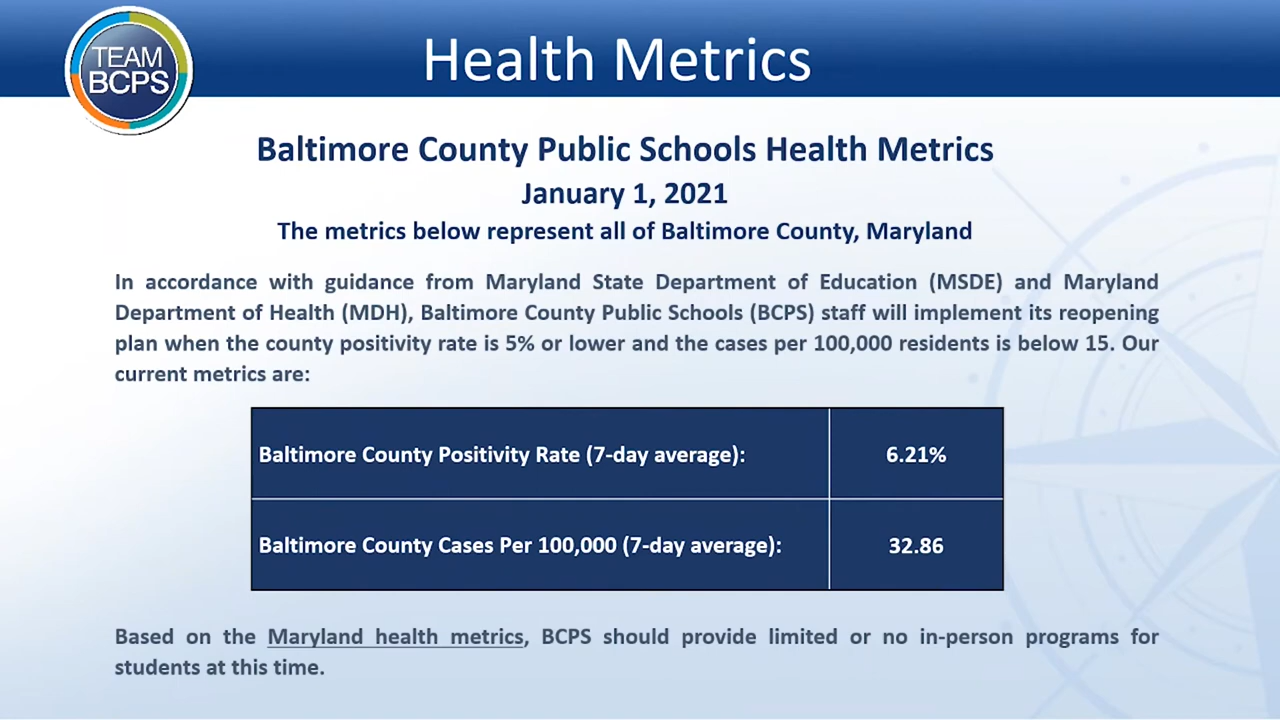 TEAM
BCPS
Health Metrics
Baltimore County Public Schools Health Metrics
January 1, 2021
The metrics below represent all of Baltimore County, Maryland
In accordance with guidance from Maryland State Department of Education (MSDE) and Maryland
Department of Health (MDH), Baltimore County Public Schools (BCPS) staff will implement its reopening
plan when the county positivity rate is 5% or lower and the cases per 100,000 residents is below 15. Our
current metrics are:
Baltimore County Positivity Rate (7-day average): 6.21%
Baltimore County Cases Per 100,000 (7-day average): 32.86
Based on the Maryland health metrics, BCPS should provide limited or no in-person programs for
students at this time.